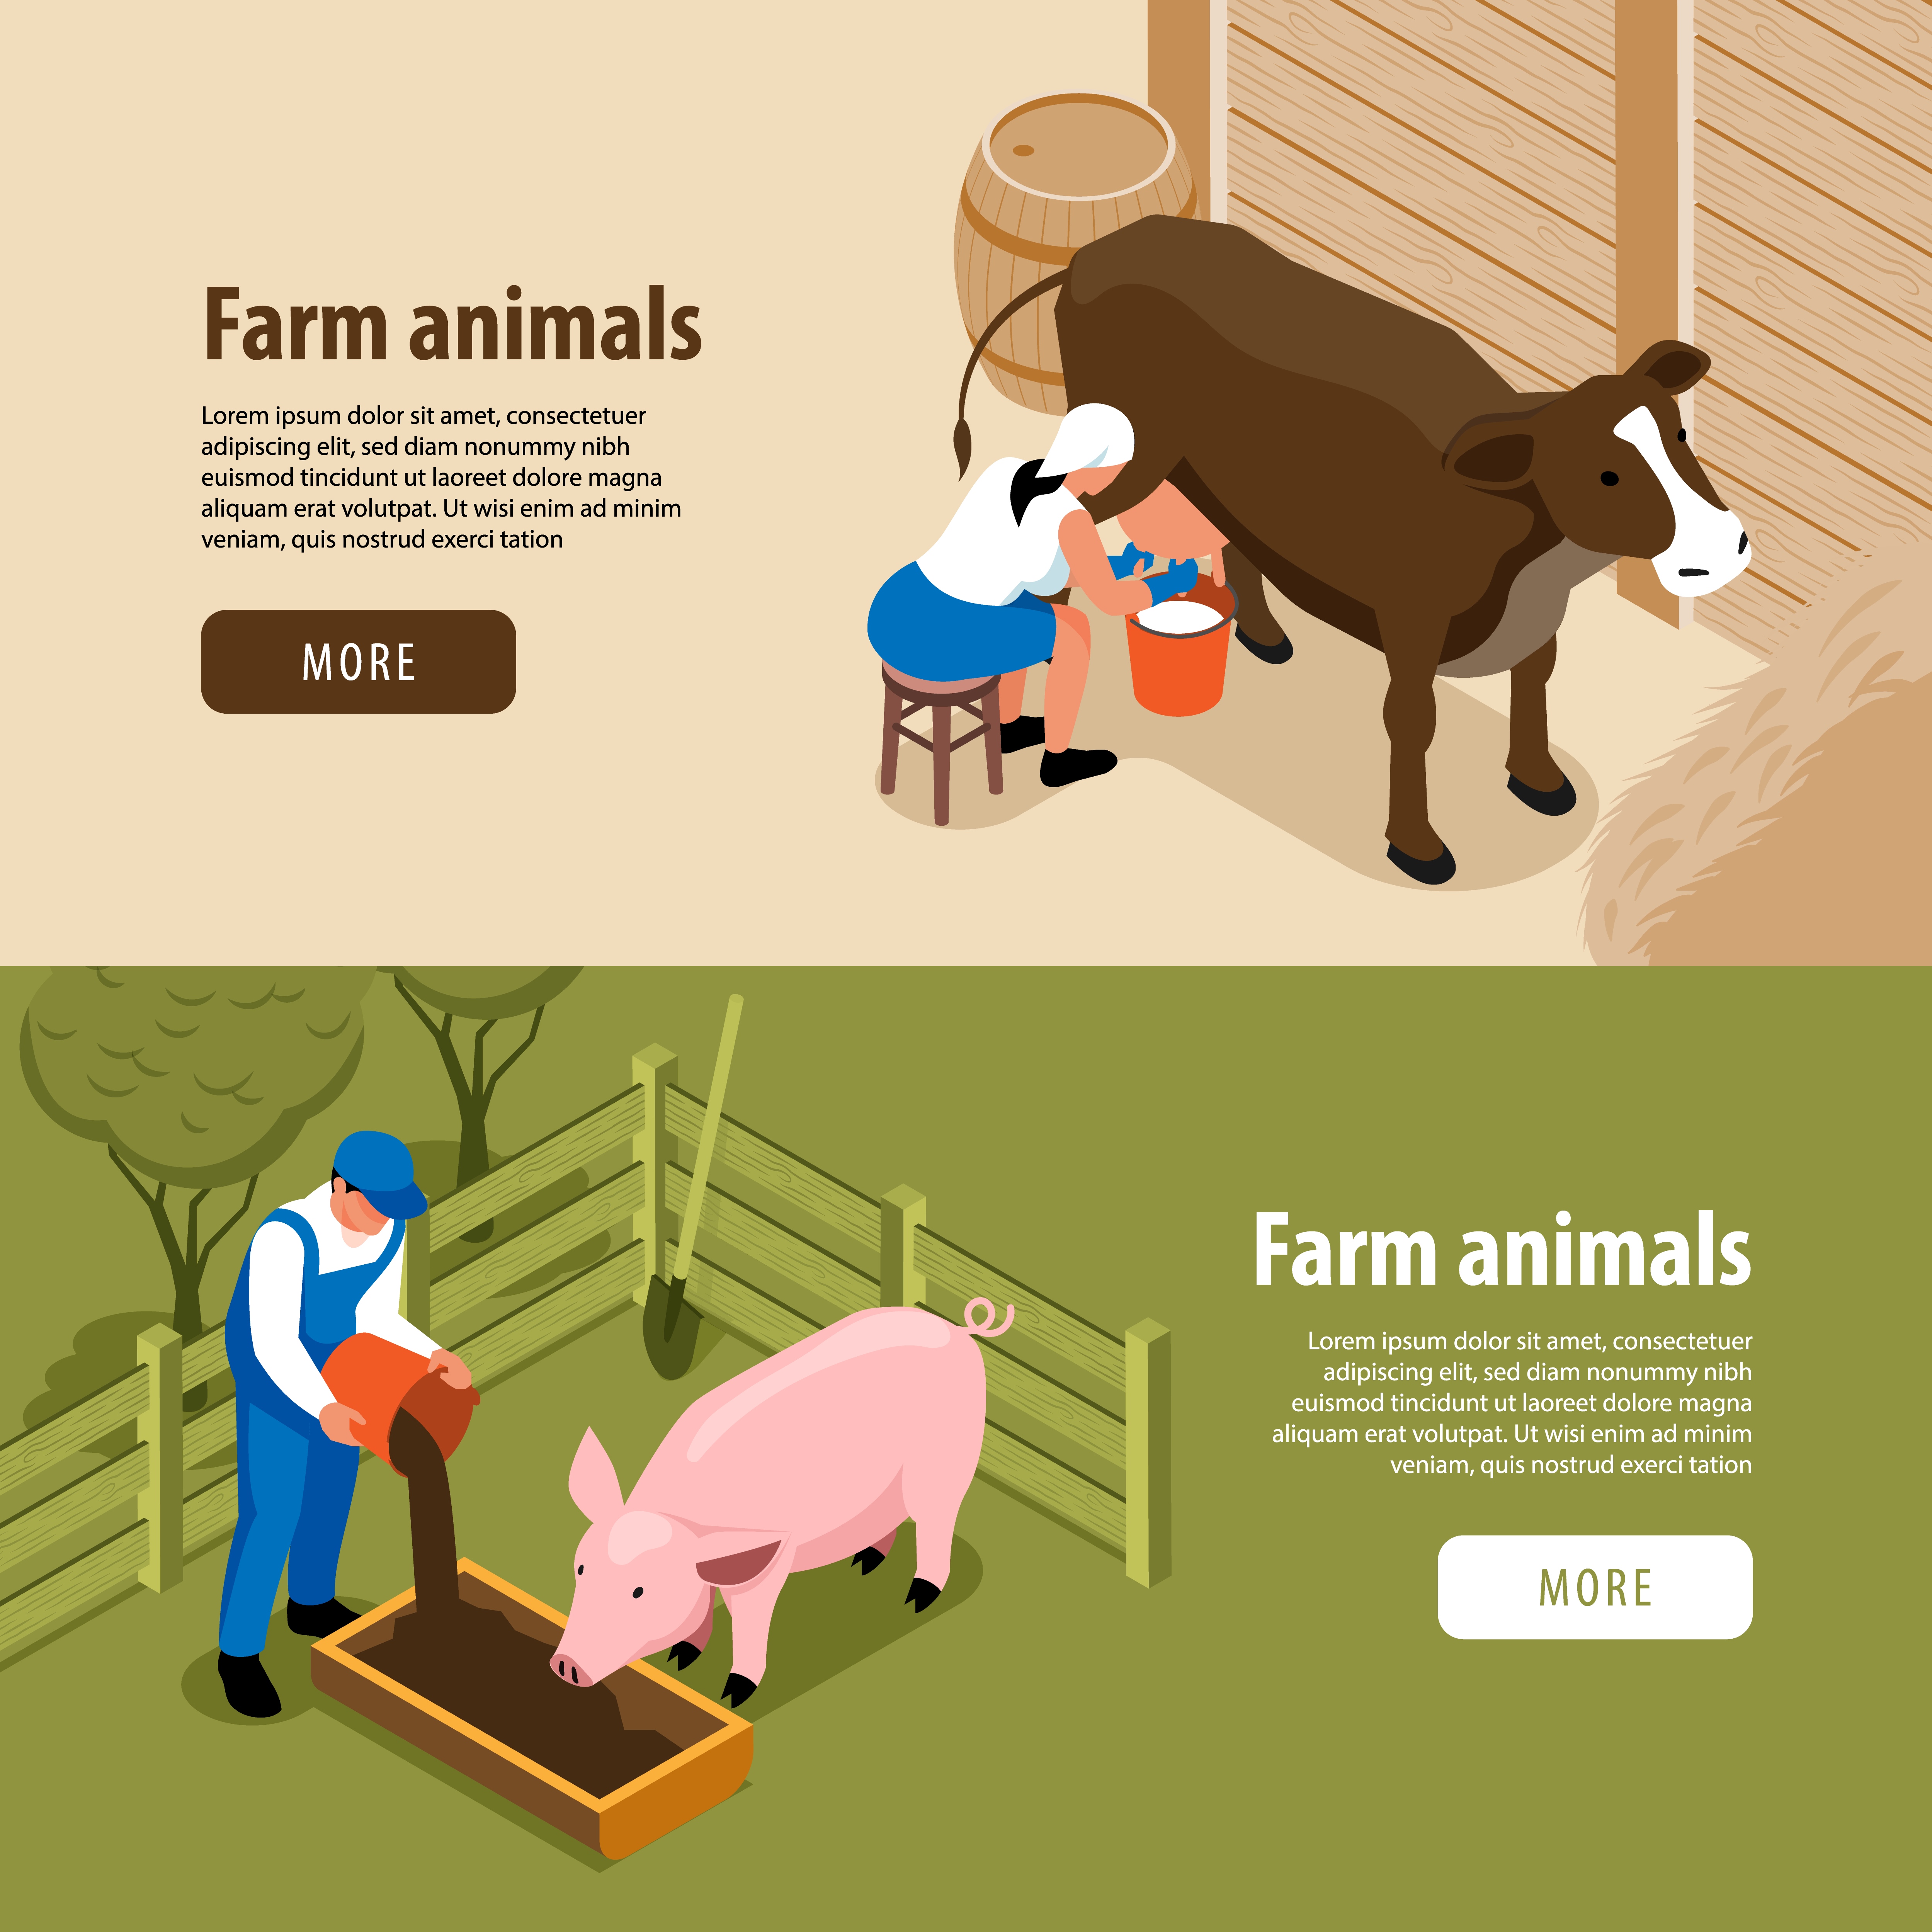 Farm animals
Lorem ipsum dolor sit amet, consectetuer
adipiscing elit, sed diam nonummy nibh
euismod tincidunt ut laoreet dolore magna
aliquam erat volutpat. Ut wisi enim ad minim
veniam, quis nostrud exerci tation
MORE
Farm animals
Lorem ipsum dolor sit amet, consectetuer
adipiscing elit, sed diam nonummy nibh
euismod tincidunt ut laoreet dolore magna
aliquam erat volutpat. Ut wisi enim ad minim
veniam, quis nostrud exerci tation
MORE